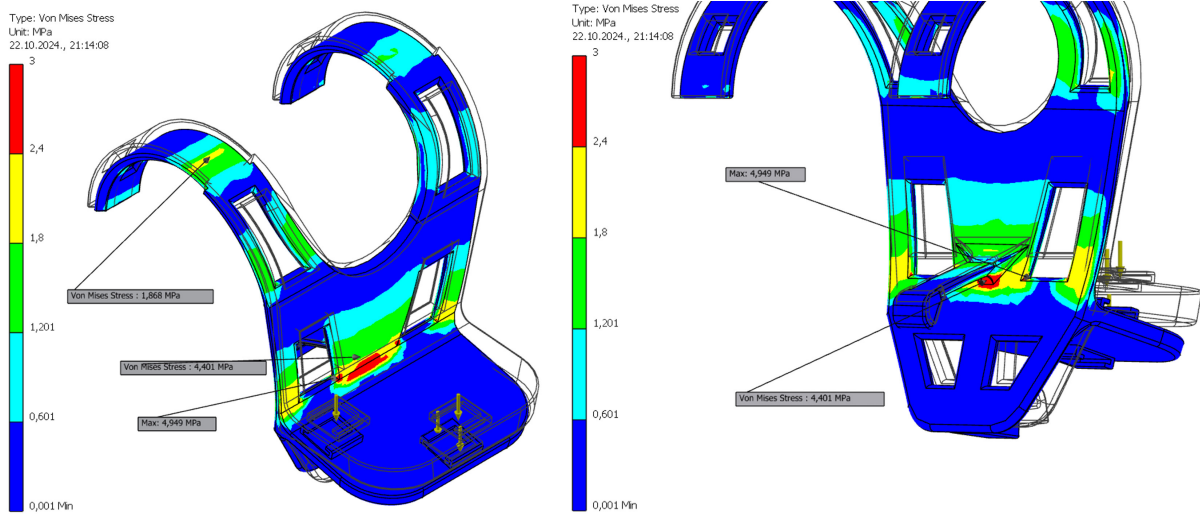 Type: Von Mises Stress
Unit: MPa
22.10.2024., 21:14:08
3
2,4
1,8
1,201
0,601
0,001 Min
Von Mises Stress : 1,868 MPa
Von Mises Stress : 4,401 MPa
Max: 4,949 MPa
Type: Von Mises Stress
Unit: MPa
22.10.2024., 21:14:08
3
2,4
1,8
1,201
0,601
0,001 Min
Max: 4,949 MPa
Von Mises Stress : 4,401 MPa